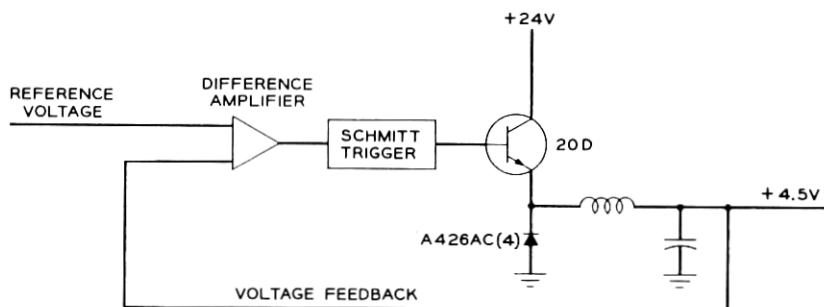 +24V
DIFFERENCE
AMPLIFIER
REFERENCE
VOLTAGE
SCHMITT
TRIGGER
20D
+4.5V
A426AC(4)
VOLTAGE FEEDBACK